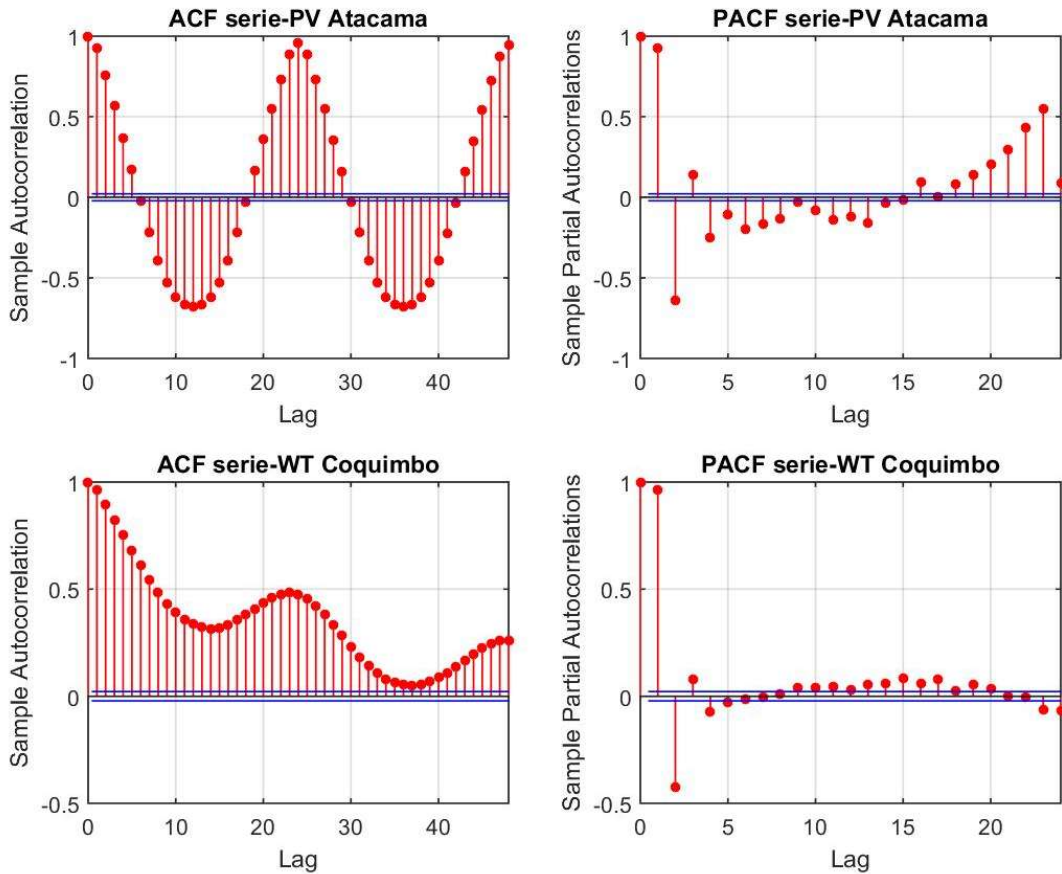 ACF serie-PV Atacama
Sample Autocorrelation
1
0.5
0
-0.5
-1
0 10 20 30 40
Lag
PACF serie-PV Atacama
Sample Partial Autocorrelations
1
0.5
0
-0.5
-1
0 5 10 15 20
Lag
ACF serie-WT Coquimbo
Sample Autocorrelation
1
0.5
0
-0.5
0 10 20 30 40
Lag
PACF serie-WT Coquimbo
Sample Partial Autocorrelations
1
0.5
0
-0.5
0 5 10 15 20
Lag